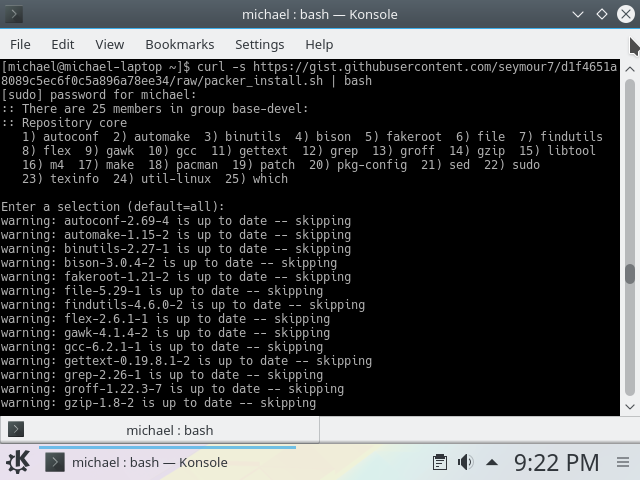 michael : bash — Konsole
File Edit View Bookmarks Settings Help
[michael@michael-laptop ~]$ curl -s https://gist.githubusercontent.com/seymour7/d1f4651a
8089c5ec6f0c5a896a78ee34/raw/packer_install.sh | bash
[sudo] password for michael:
:: There are 25 members in group base-devel:
:: Repository core
1) autoconf 2) automake 3) binutils 4) bison 5) fakeroot 6) file 7) findutils
8) flex 9) gawk 10) gcc 11) gettext 12) grep 13) groff 14) gzip 15) libtool
16) m4 17) make 18) pacman 19) patch 20) pkg-config 21) sed 22) sudo
23) texinfo 24) util-linux 25) which
Enter a selection (default=all):
warning: autoconf-2.69-4 is up to date -- skipping
warning: automake-1.15-2 is up to date -- skipping
warning: binutils-2.27-1 is up to date -- skipping
warning: bison-3.0.4-2 is up to date -- skipping
warning: fakeroot-1.21-2 is up to date -- skipping
warning: file-5.29-1 is up to date -- skipping
warning: findutils-4.6.0-2 is up to date -- skipping
warning: flex-2.6.1-1 is up to date -- skipping
warning: gawk-4.1.4-2 is up to date -- skipping
warning: gcc-6.2.1-1 is up to date -- skipping
warning: gettext-0.19.8.1-2 is up to date -- skipping
warning: grep-2.26-1 is up to date -- skipping
warning: groff-1.22.3-7 is up to date -- skipping
warning: gzip-1.8-2 is up to date -- skipping
michael : bash
michael : bash — Konsole
9:22 PM